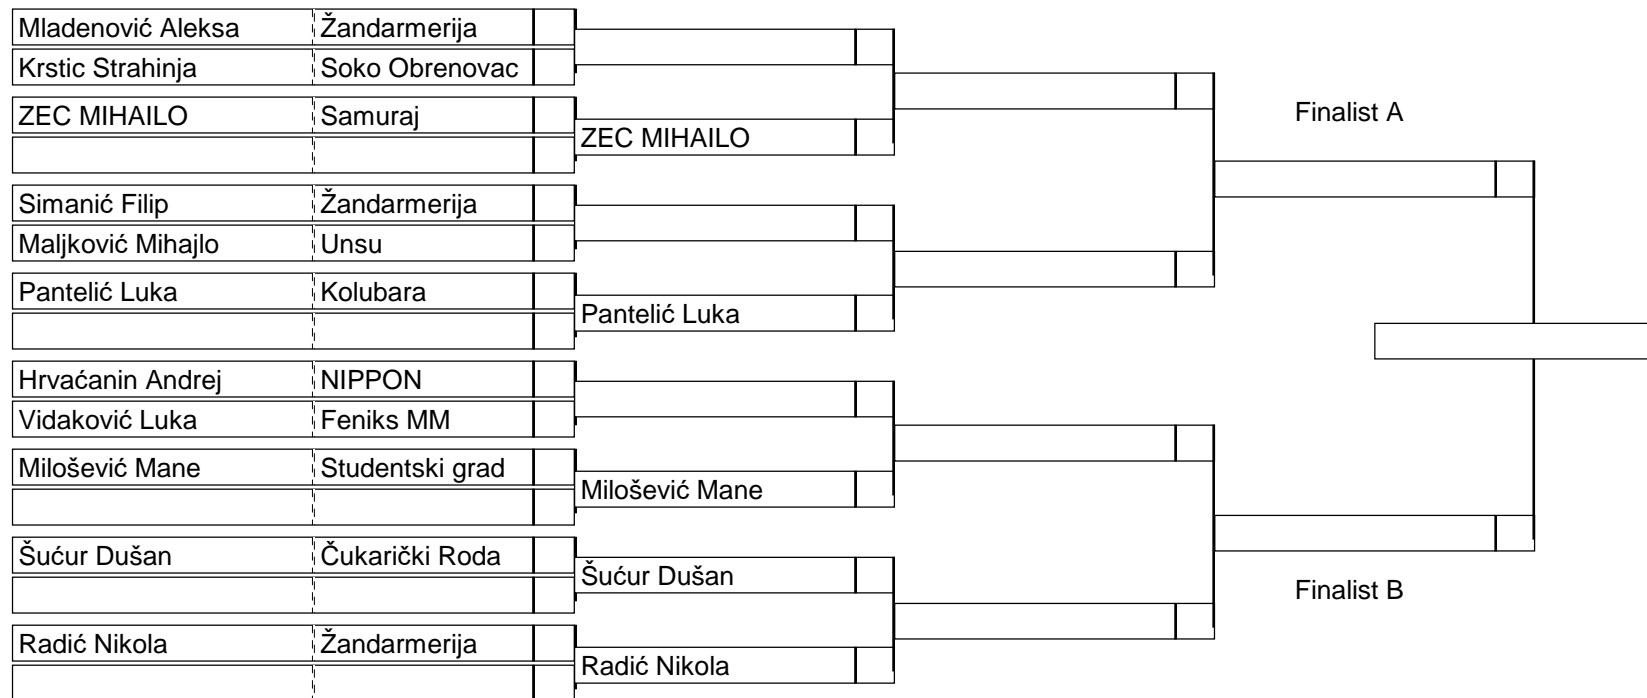 Mladenović Aleksa Žandarmerija
Krstic Strahinja Soko Obrenovac
ZEC MIHAILO Samuraj
ZEC MIHAILO
Finalist A
Simanić Filip Žandarmerija
Maljković Mihajlo Unsu
Pantelić Luka Kolubara
Pantelić Luka
Hrvaćanin Andrej NIPPON
Vidaković Luka Feniks MM
Milošević Mane Studentski grad
Milošević Mane
Šućur Dušan Čukarički Roda
Šućur Dušan
Finalist B
Radić Nikola Žandarmerija
Radić Nikola